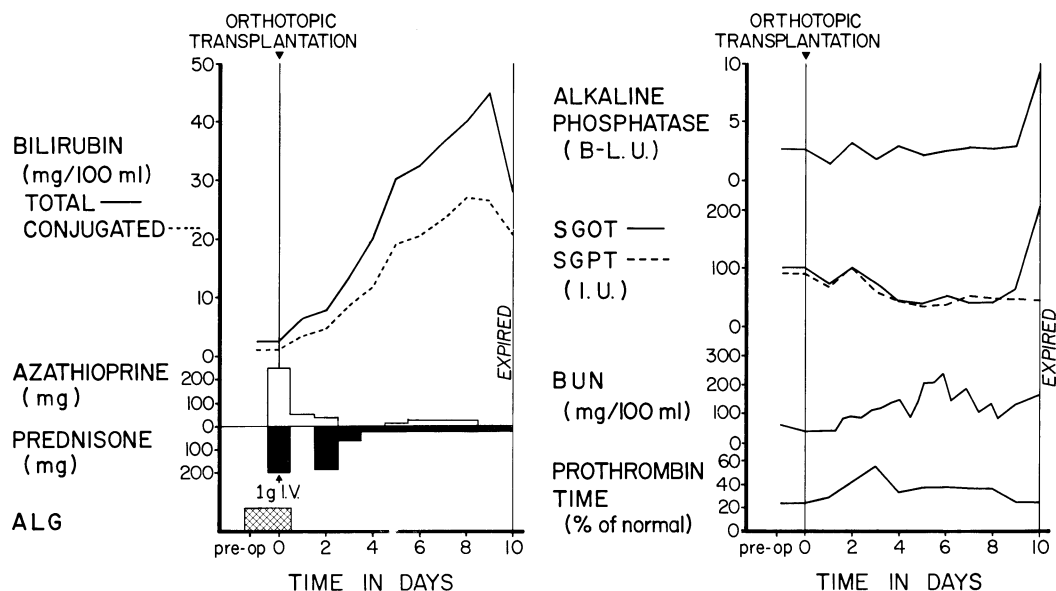 ORTHOTOPIC
TRANSPLANTATION
50
40
30
20
10
0
BILIRUBIN
(mg/100 ml)
TOTAL
CONJUGATED
EXPIRED
AZATHIOPRINE
(mg)
200
100
0
PREDNISONE
(mg)
100
200
1g I.V.
ALG
pre-op 0 2 4 6 8 10
TIME IN DAYS
ORTHOTOPIC
TRANSPLANTATION
ALKALINE
PHOSPHATASE
(B-L.U.)
10
5
0
SGOT
SGPT
(I.U.)
200
100
0
EXPIRED
BUN
(mg/100 ml)
300
200
100
0
PROTHROMBIN
TIME
(% of normal)
60
40
20
0
pre-op 0 2 4 6 8 10
TIME IN DAYS